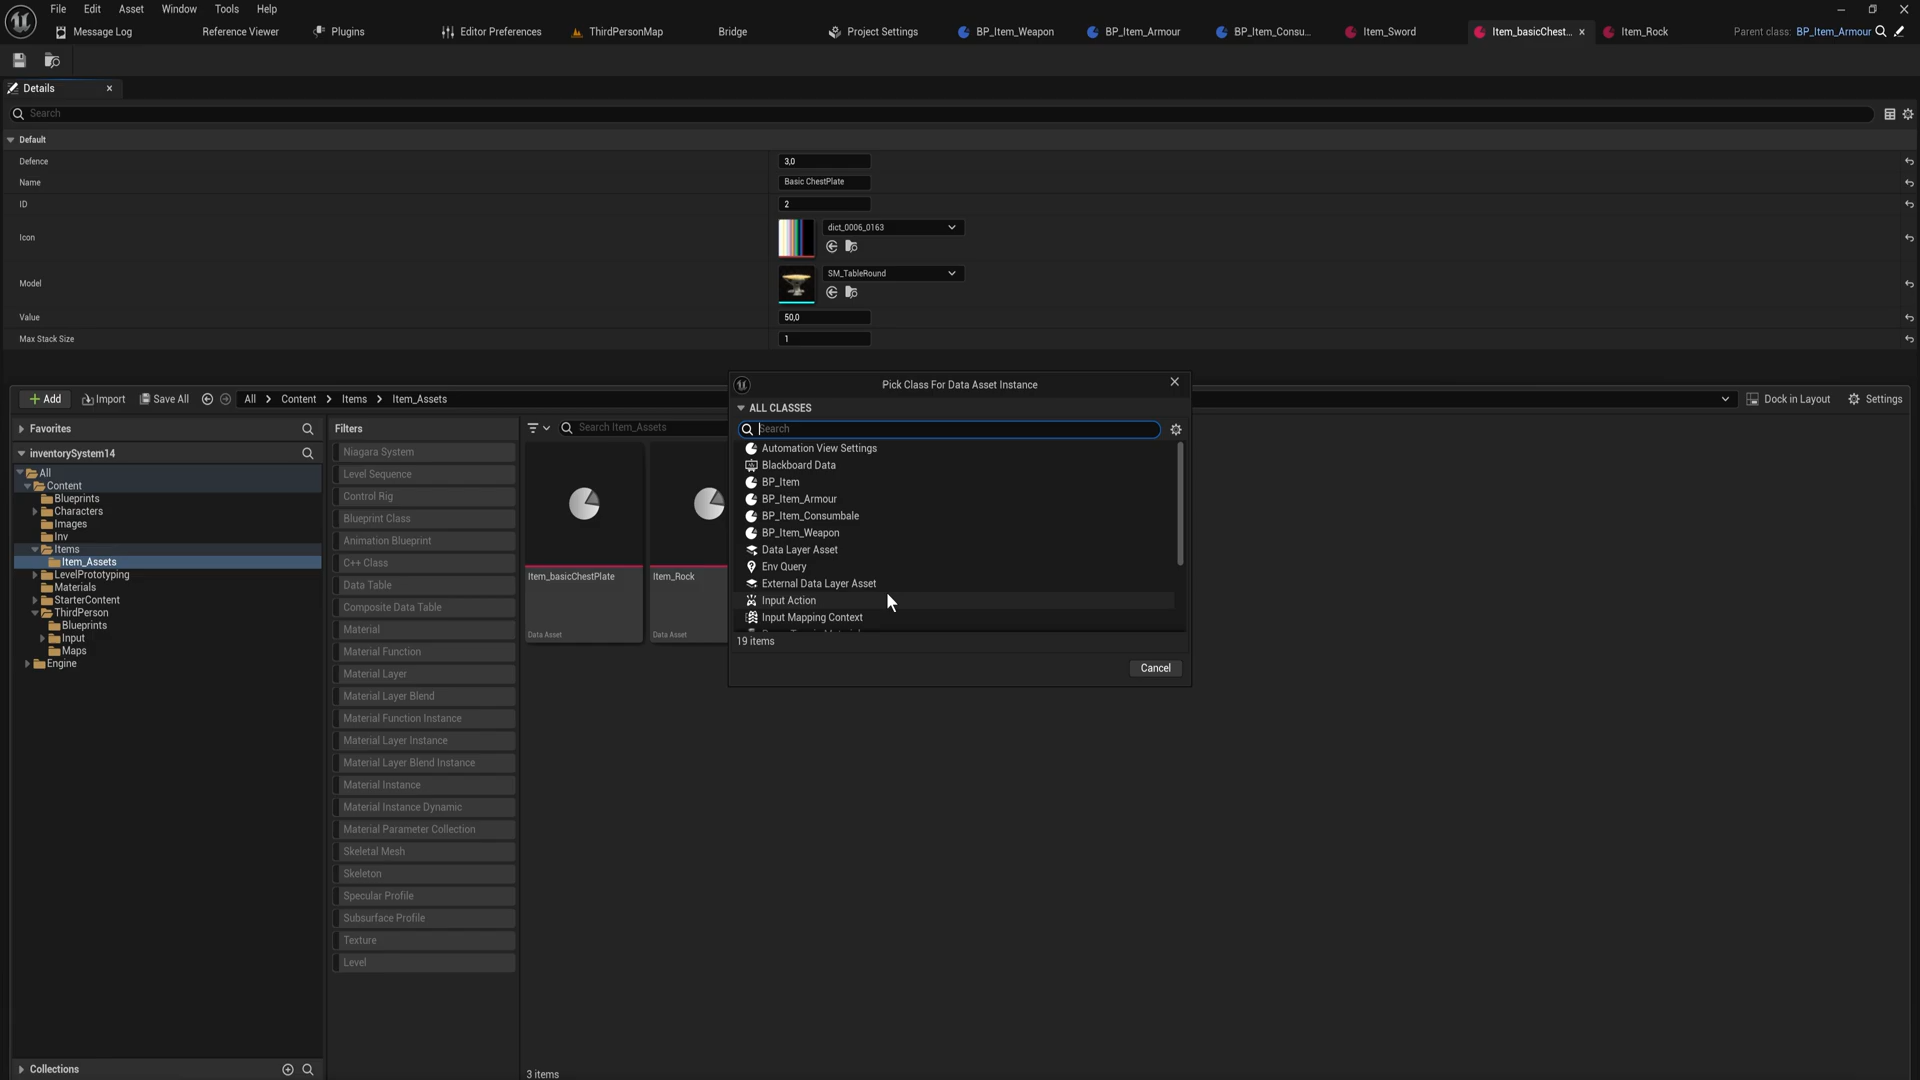 File Edit Asset Window Tools Help
Message Log Reference Viewer Plugins Editor Preferences ThirdPersonMap Bridge Project Settings BP_Item_Weapon BP_Item_Armour BP_Item_Consu... Item_Sword Item_basicChest... Item_Rock Parent class: BP_Item_Armour
Details
Search
Default
Defence 3,0
Name Basic ChestPlate
ID 2
Icon dict_0006_0163
Model SM_TableRound
Value 50,0
Max Stack Size 1
Add Import Save All All Content Items Item_Assets Dock in Layout Settings
Favorites
inventorySystem14
All
Content
Blueprints
Characters
Images
Inv
Items
Item_Assets
LevelPrototyping
Materials
StarterContent
ThirdPerson
Blueprints
Input
Maps
Engine
Collections
Filters
Niagara System
Level Sequence
Control Rig
Blueprint Class
Animation Blueprint
C++ Class
Data Table
Composite Data Table
Material
Material Function
Material Layer
Material Layer Blend
Material Function Instance
Material Layer Instance
Material Layer Blend Instance
Material Instance
Material Instance Dynamic
Material Parameter Collection
Skeletal Mesh
Skeleton
Specular Profile
Subsurface Profile
Texture
Level
Search Item_Assets
Item_basicChestPlate
Data Asset
Item_Rock
Data Asset
3 items
Pick Class For Data Asset Instance
ALL CLASSES
Search
Automation View Settings
Blackboard Data
BP_Item
BP_Item_Armour
BP_Item_Consumbale
BP_Item_Weapon
Data Layer Asset
Env Query
External Data Layer Asset
Input Action
Input Mapping Context
19 items
Cancel